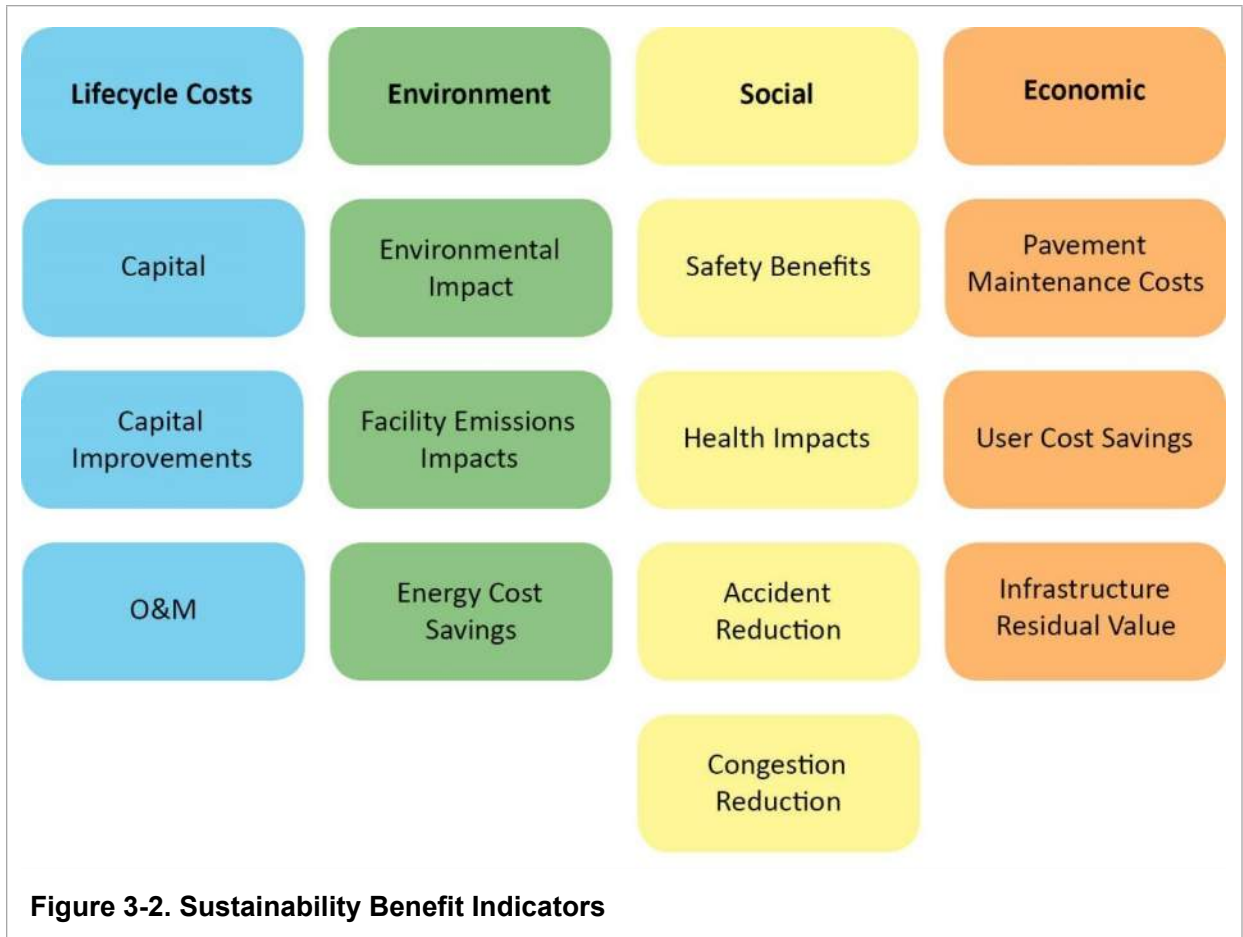 Lifecycle Costs
Environment
Social
Economic
Capital
Environmental
Impact
Safety Benefits
Pavement
Maintenance Costs
Capital
Improvements
Facility Emissions
Impacts
Health Impacts
User Cost Savings
O&M
Energy Cost
Savings
Accident
Reduction
Infrastructure
Residual Value
Congestion
Reduction
Figure 3-2. Sustainability Benefit Indicators